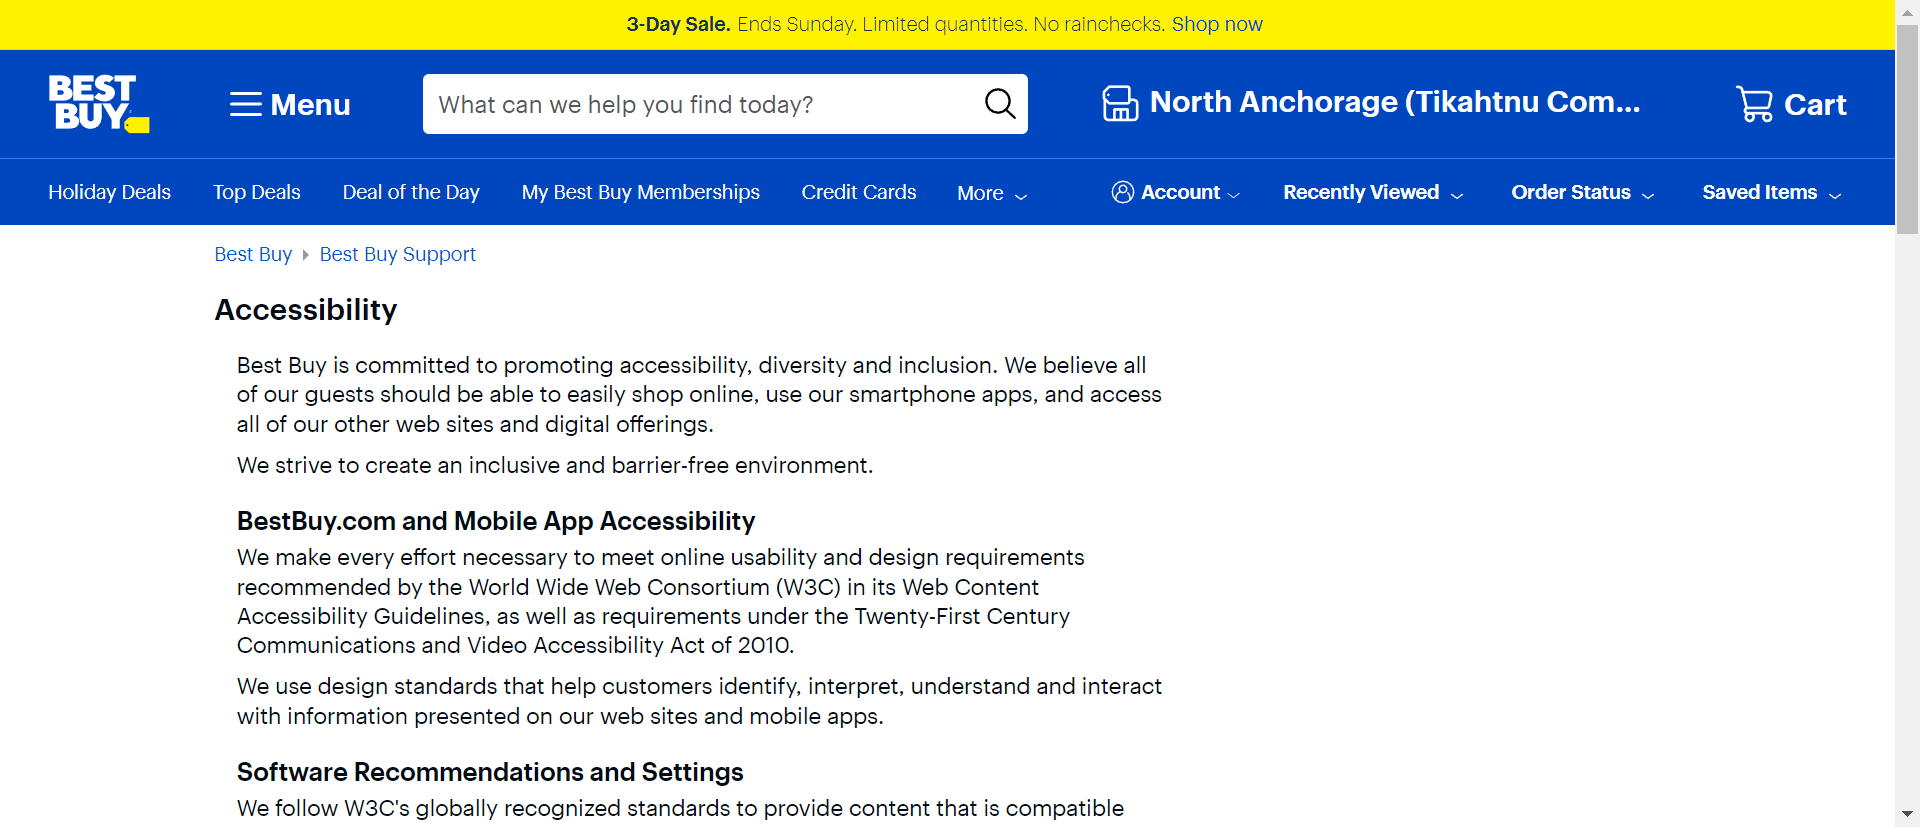 3-Day Sale. Ends Sunday. Limited quantities. No rainchecks. Shop now
BEST
BUY
Menu
What can we help you find today?
North Anchorage (Tikahtnu Com...
Cart
Holiday Deals
Top Deals
Deal of the Day
My Best Buy Memberships
Credit Cards
More
Account
Recently Viewed
Order Status
Saved Items
Best Buy
Best Buy Support
Accessibility
Best Buy is committed to promoting accessibility, diversity and inclusion. We believe all
of our guests should be able to easily shop online, use our smartphone apps, and access
all of our other web sites and digital offerings.
We strive to create an inclusive and barrier-free environment.
BestBuy.com and Mobile App Accessibility
We make every effort necessary to meet online usability and design requirements
recommended by the World Wide Web Consortium (W3C) in its Web Content
Accessibility Guidelines, as well as requirements under the Twenty-First Century
Communications and Video Accessibility Act of 2010.
We use design standards that help customers identify, interpret, understand and interact
with information presented on our web sites and mobile apps.
Software Recommendations and Settings
We follow W3C's globally recognized standards to provide content that is compatible